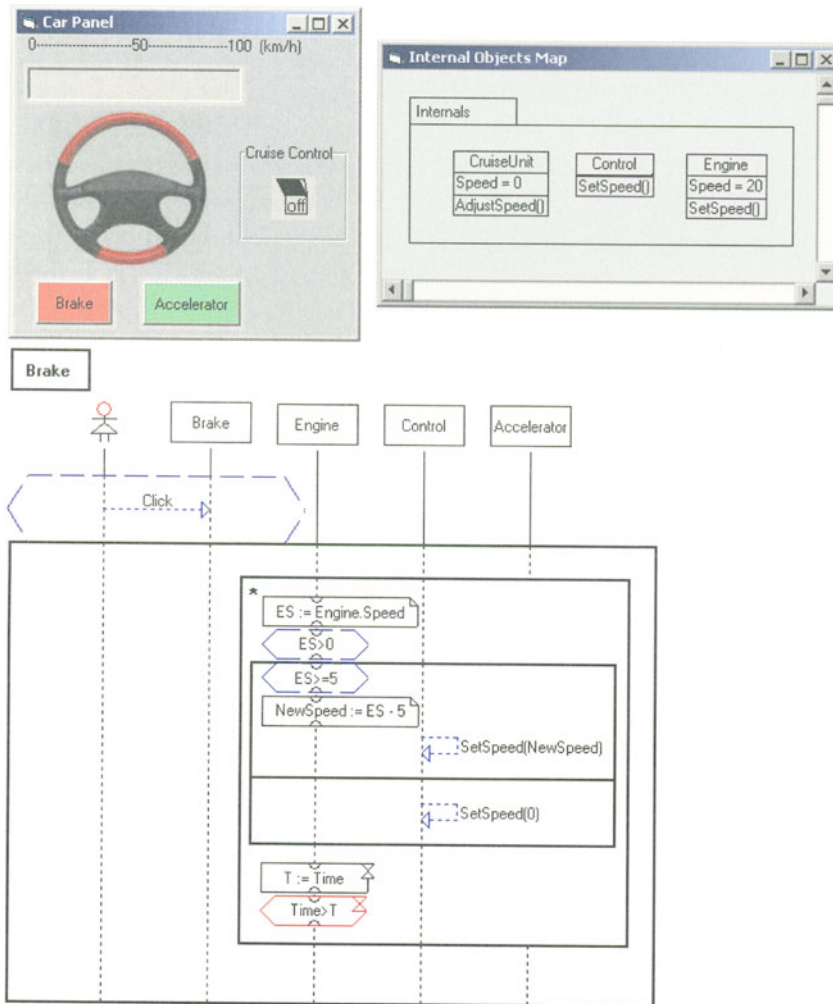 Car Panel
0--------------------50-----------------100 (km/h)
Cruise Control
off
Brake
Accelerator
Internal Objects Map
Internals
CruiseUnit
Speed = 0
AdjustSpeed()
Control
SetSpeed()
Engine
Speed = 20
SetSpeed()
Brake
Brake
Engine
Control
Accelerator
Click
*
ES := Engine.Speed
ES>0
ES>=5
NewSpeed := ES - 5
SetSpeed(NewSpeed)
SetSpeed(0)
T := Time
Time>T